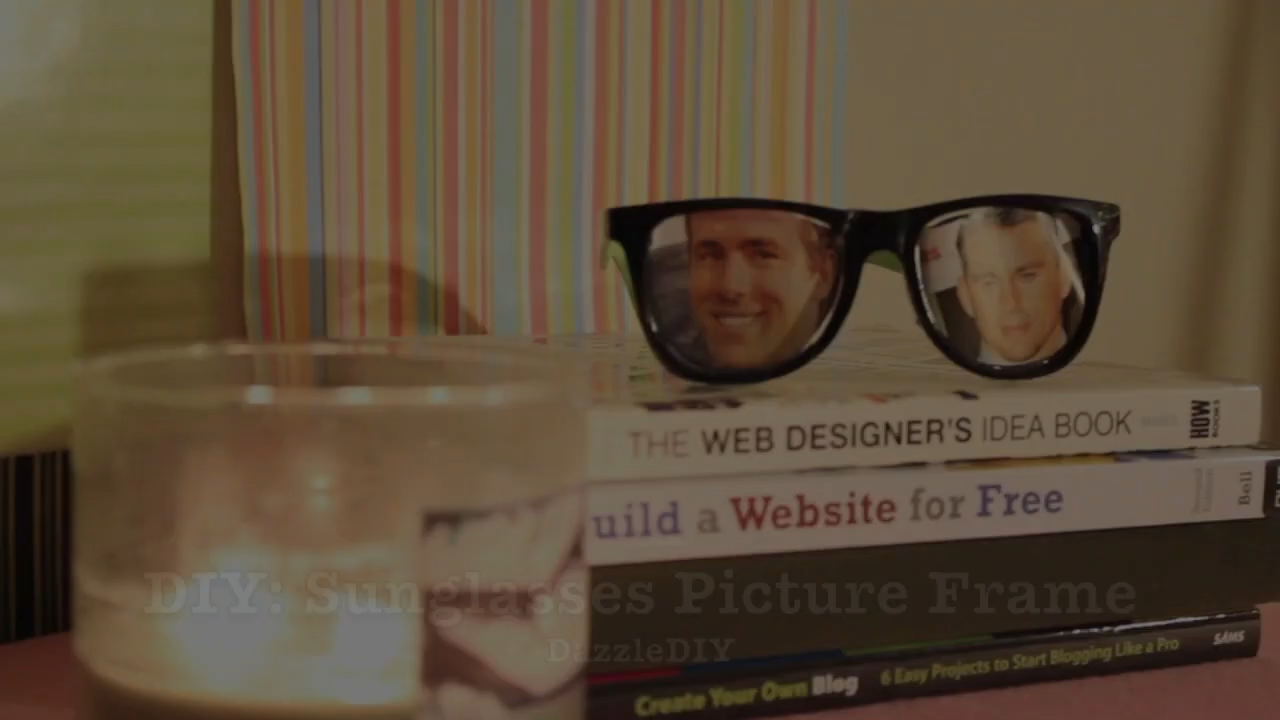 THE WEB DESIGNER'S IDEA BOOK
HOW
BOOKS
uild a Website for Free
Bell
DIY: Sunglasses Picture Frame
DazzleDIY
Create Your Own Blog 6 Easy Projects to Start Blogging Like a Pro SAMS